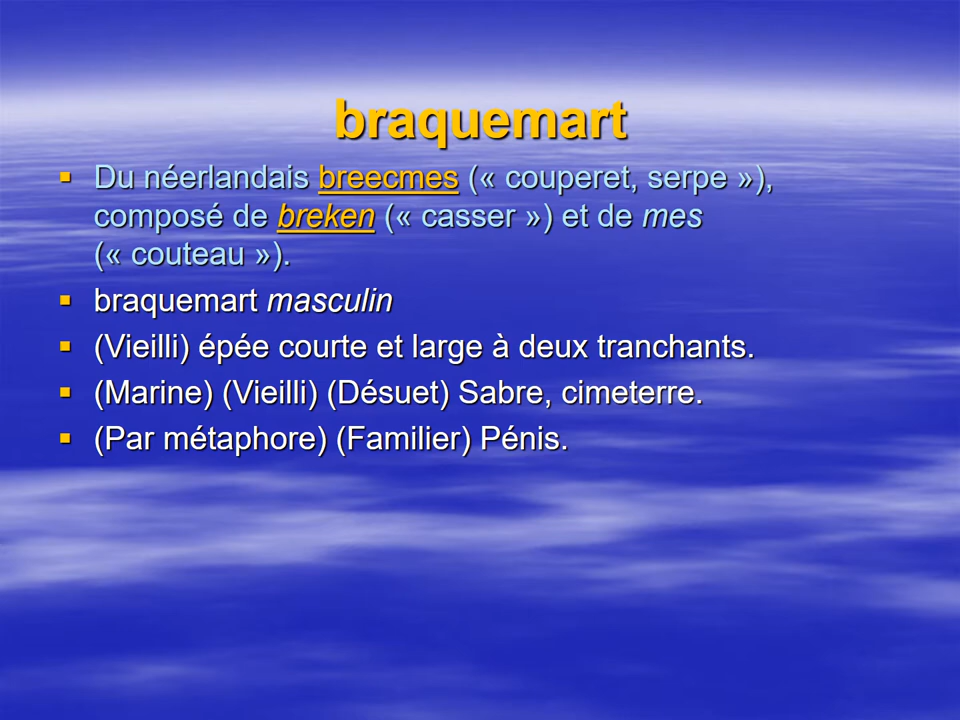 braquemart
▪ Du néerlandais breecmes (« couperet, serpe »),
composé de breken (« casser ») et de mes
(« couteau »).
▪ braquemart masculin
▪ (Vieilli) épée courte et large à deux tranchants.
▪ (Marine) (Vieilli) (Désuet) Sabre, cimeterre.
▪ (Par métaphore) (Familier) Pénis.